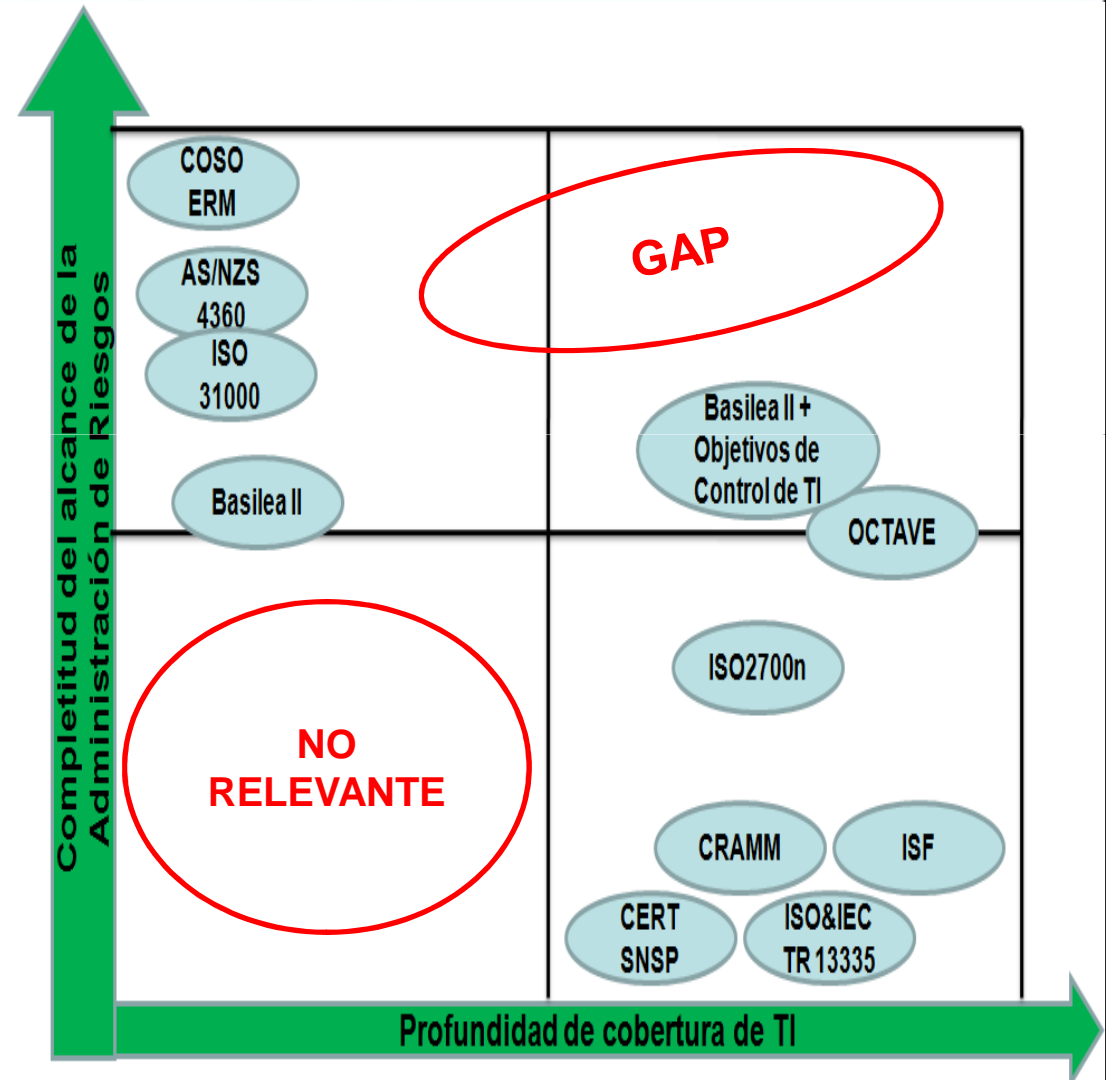 Completitud del alcance de la
Administración de Riesgos
COSO
ERM
AS/NZS
4360
ISO
31000
Basilea II
GAP
Basilea II +
Objetivos de
Control de TI
OCTAVE
NO
RELEVANTE
ISO2700n
CRAMM
ISF
CERT
SNSP
ISO&IEC
TR 13335
Profundidad de cobertura de TI